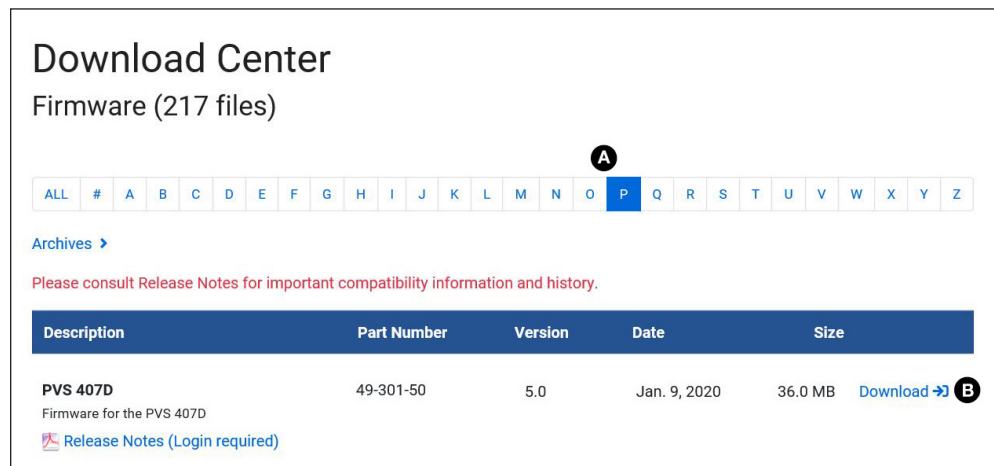 Download Center
Firmware (217 files)
A
ALL # A B C D E F G H I J K L M N O P Q R S T U V W X Y Z
Archives
Please consult Release Notes for important compatibility information and history.
Description Part Number Version Date Size
PVS 407D 49-301-50 5.0 Jan. 9, 2020 36.0 MB Download B
Firmware for the PVS 407D
Release Notes (Login required)